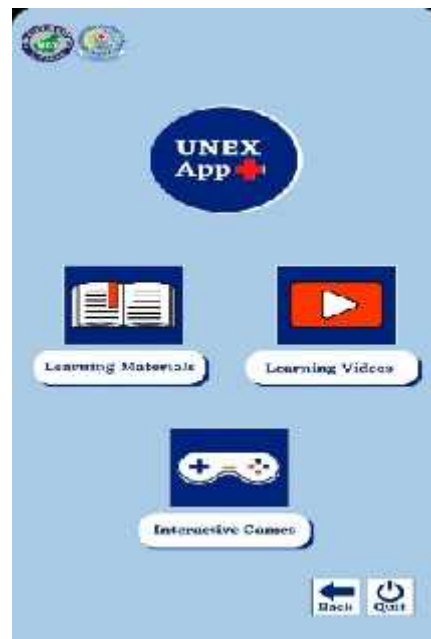 UNEX
App
Learning Materials
Learning Videos
Interactive Games
Back
Quit